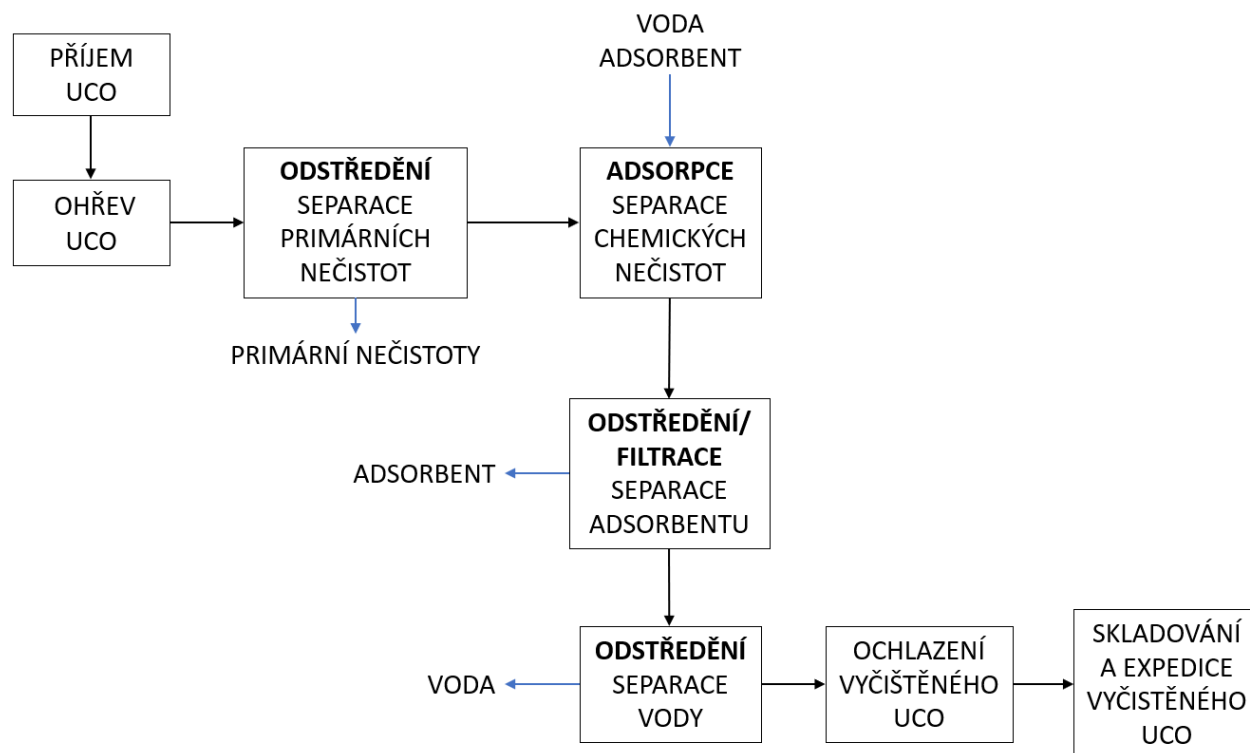 PŘÍJEM
UCO
OHŘEV
UCO
ODSTŘEDĚNÍ
SEPARACE
PRIMÁRNÍCH
NEČISTOT
PRIMÁRNÍ NEČISTOTY
VODA
ADSORBENT
ADSORPCE
SEPARACE
CHEMICKÝCH
NEČISTOT
ODSTŘEDĚNÍ/
FILTRACE
SEPARACE
ADSORBENTU
ADSORBENT
ODSTŘEDĚNÍ
SEPARACE
VODY
VODA
OCHLAZENÍ
VYČIŠTĚNÉHO
UCO
SKLADOVÁNÍ
A EXPEDICE
VYČISTĚNÉHO
UCO